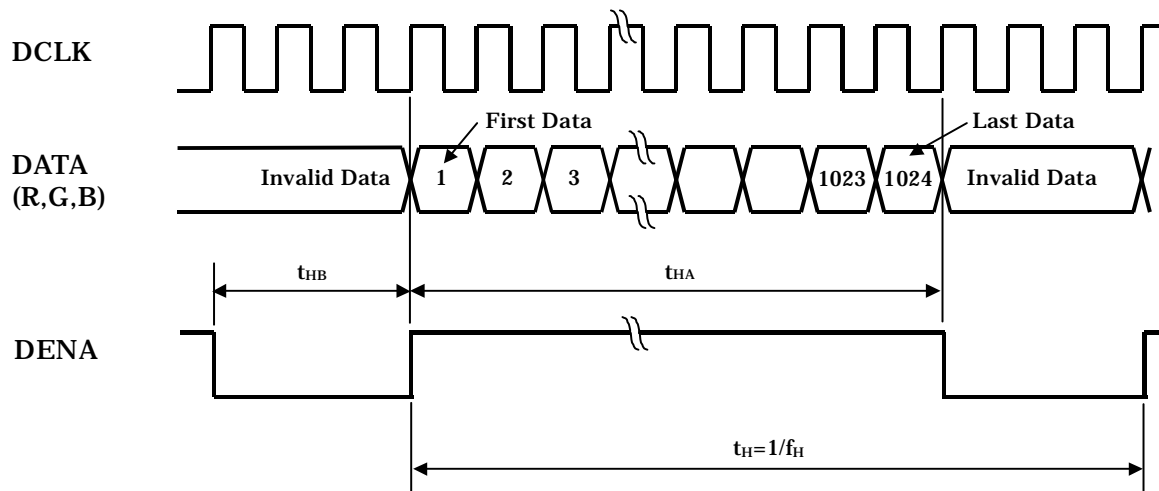 DCLK
First Data
Last Data
DATA
(R,G,B)
Invalid Data 1 2 3 1023 1024 Invalid Data
tHB
tHA
DENA
tH=1/fH